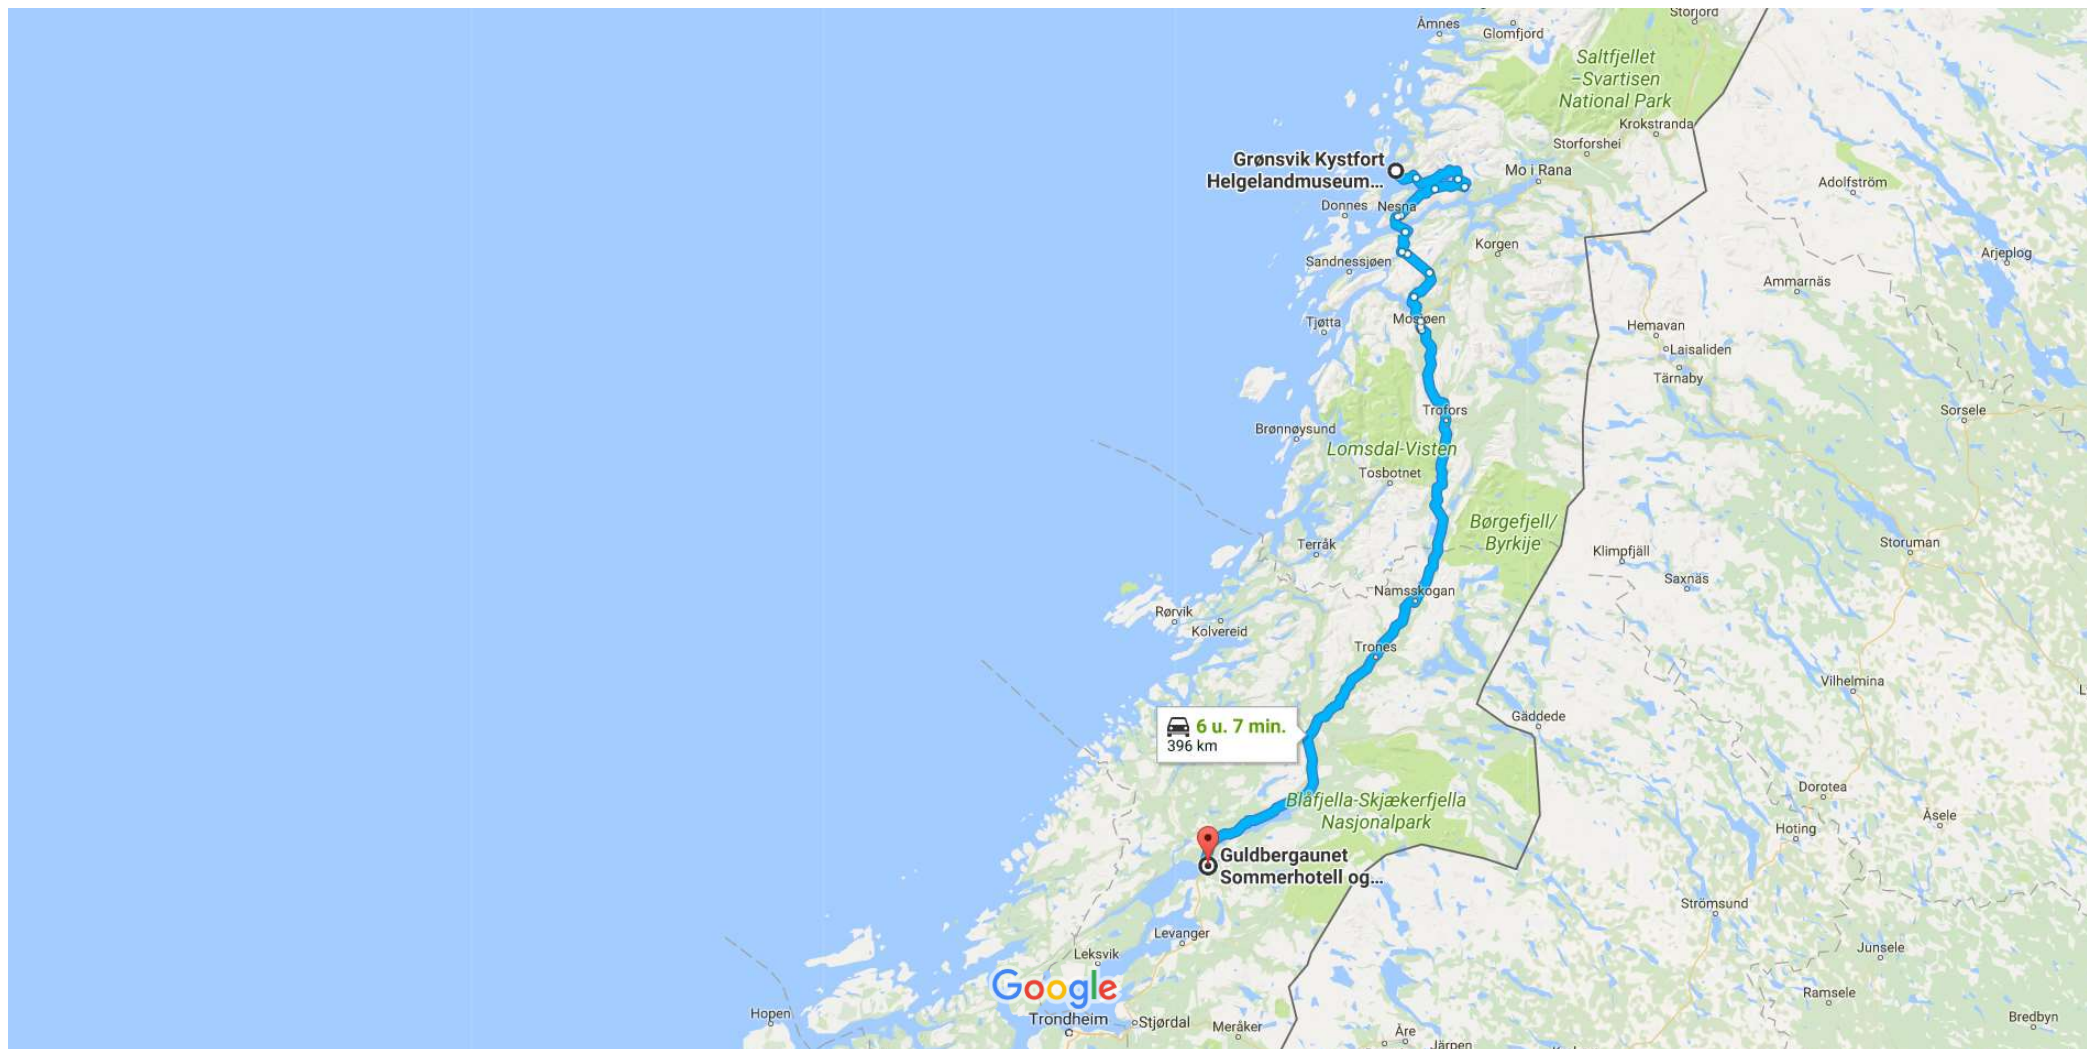 Storjord
Åmnes
Glomfjord
Saltfjellet
–Svartisen
National Park
Krokstranda
Storforshei
Grønsvik Kystfort
Helgelandmuseum...
Mo i Rana
Adolfström
Donnes
Nesna
Korgen
Arjeplog
Sandnessjøen
Ammarnäs
Tjøtta
Mosjøen
Hemavan
Laisaliden
Tärnaby
Trofors
Sorsele
Brønnøysund
Lomsdal-Visten
Tosbotnet
Børgefjell/
Byrkije
Terråk
Storuman
Klimpfjäll
Saxnäs
Namsskogan
Rørvik
Kolvereid
Trones
Vilhelmina
L
Gäddede
6 u. 7 min.
396 km
Dorotea
Blåfjella-Skjækerfjella
Nasjonalpark
Åsele
Hoting
Guldbergaunet
Sommerhotell og...
Strömsund
Levanger
Junsele
Leksvik
Google
Ramsele
Hopen
Trondheim
Stjørdal
Meråker
Bredbyn
Åre
Järpen